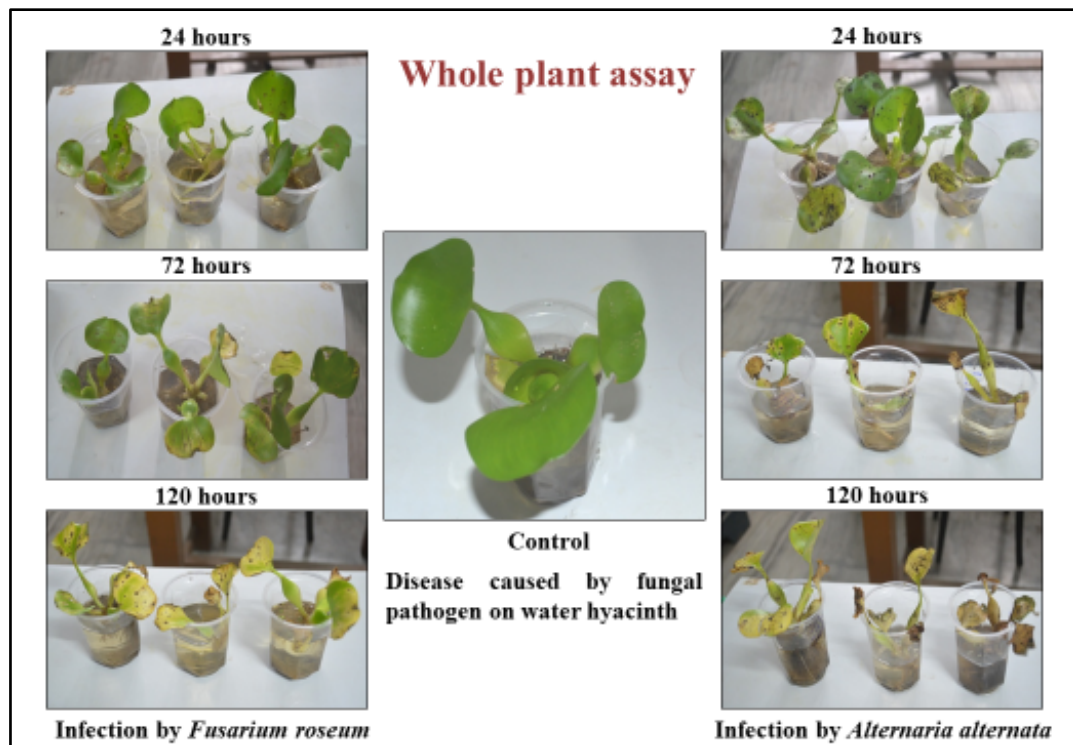 24 hours
Whole plant assay
24 hours
72 hours
72 hours
120 hours
120 hours
Control
Disease caused by fungal
pathogen on water hyacinth
Infection by Fusarium roseum
Infection by Alternaria alternata